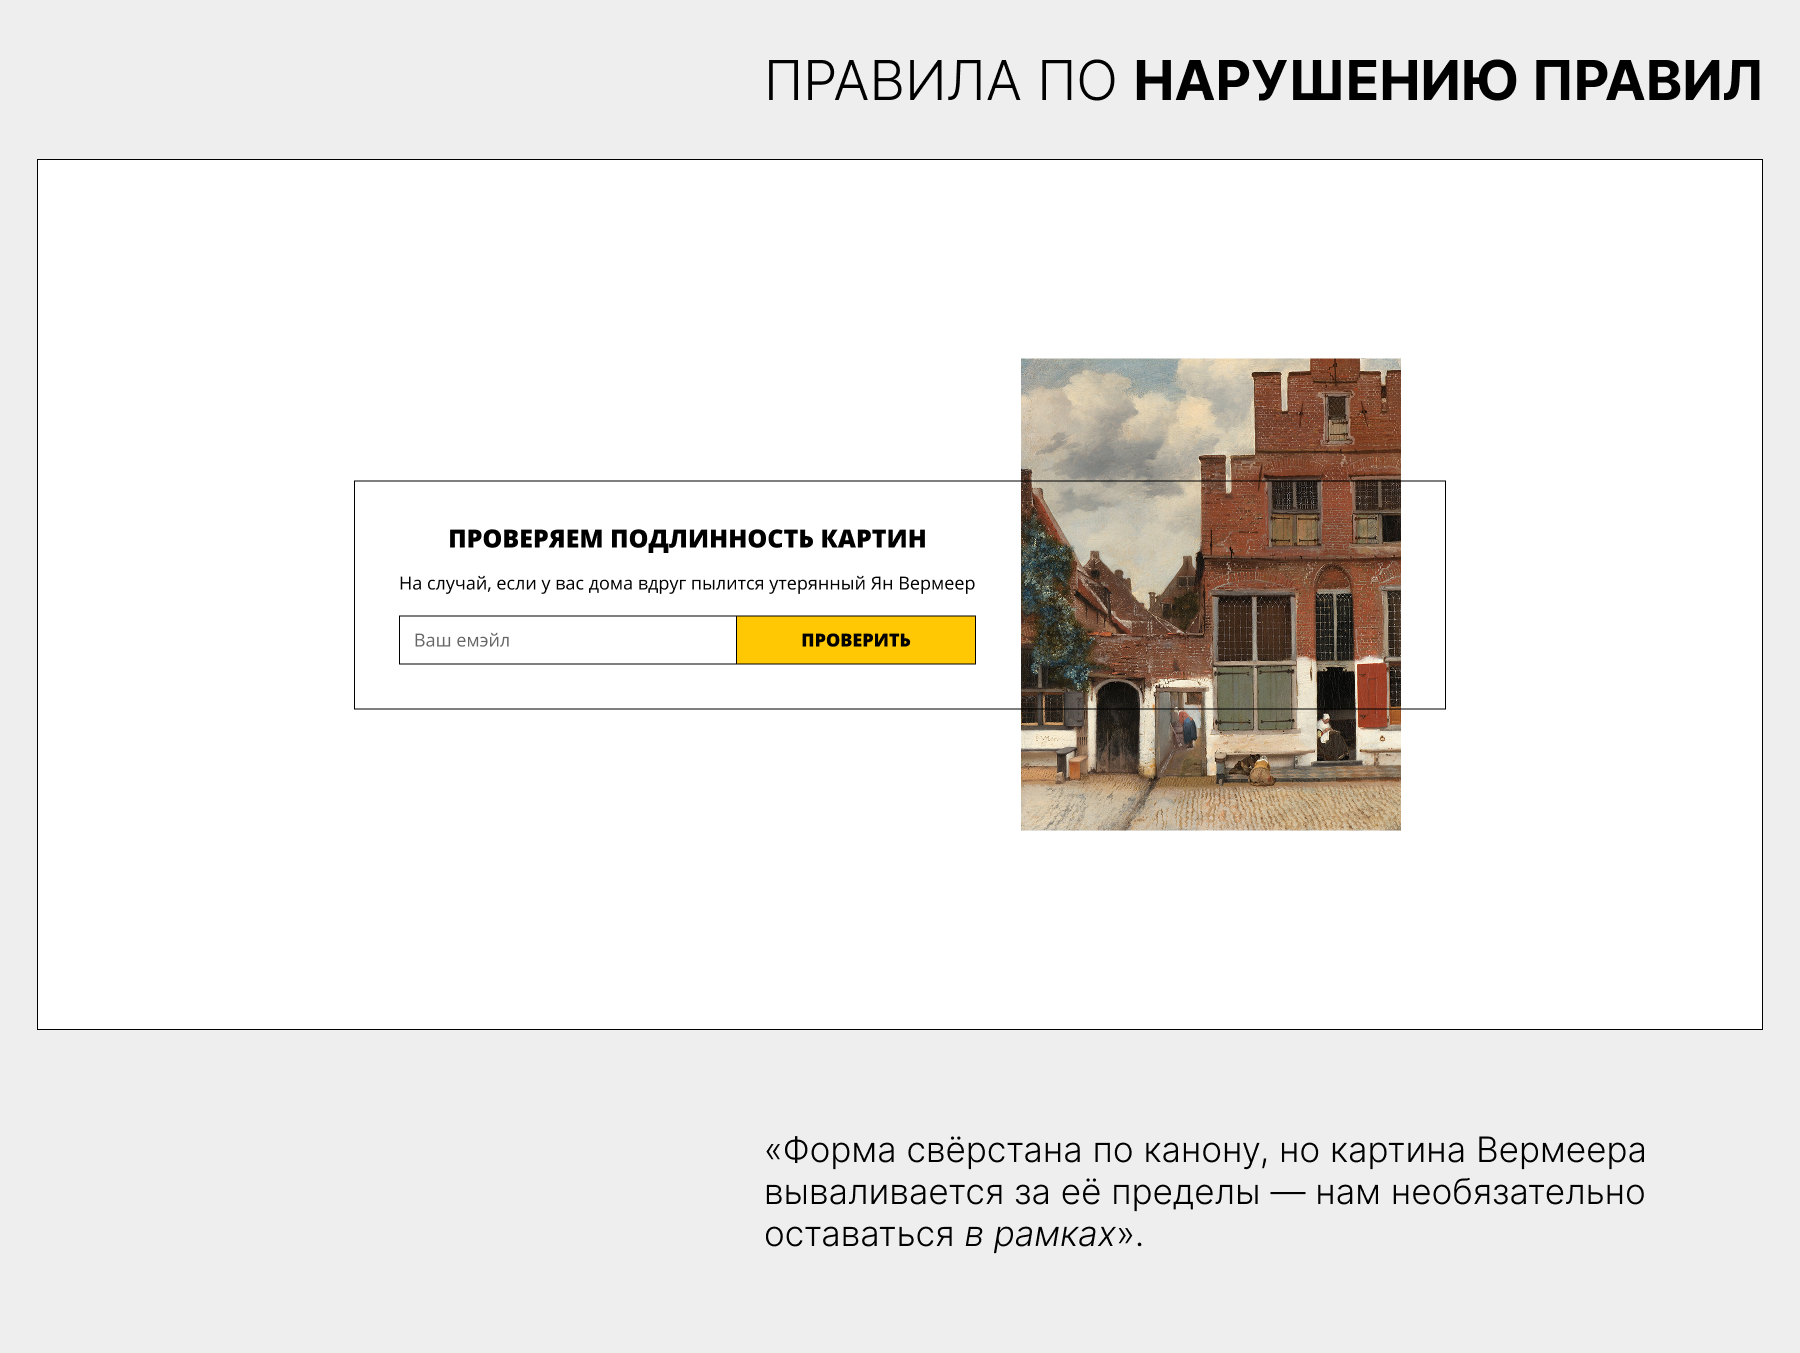 ПРАВИЛА ПО НАРУШЕНИЮ ПРАВИЛ
ПРОВЕРЯЕМ ПОДЛИННОСТЬ КАРТИН
На случай, если у вас дома вдруг пылится утерянный Ян Вермеер
Ваш емэйл
ПРОВЕРИТЬ
«Форма свёрстана по канону, но картина Вермеера
вываливается за её пределы — нам необязательно
оставаться в рамках».